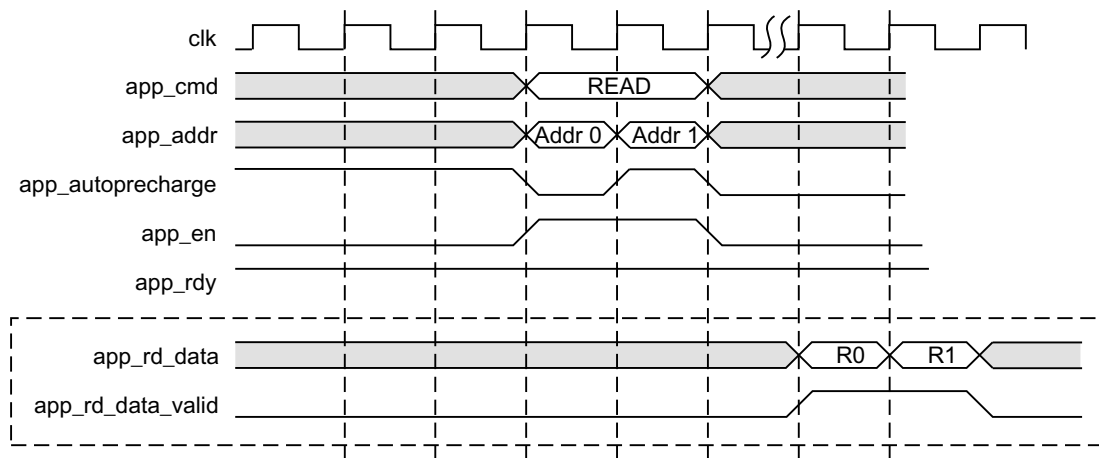 clk
app_cmd READ
app_addr Addr 0 Addr 1
app_autoprecharge
app_en
app_rdy
app_rd_data R0 R1
app_rd_data_valid